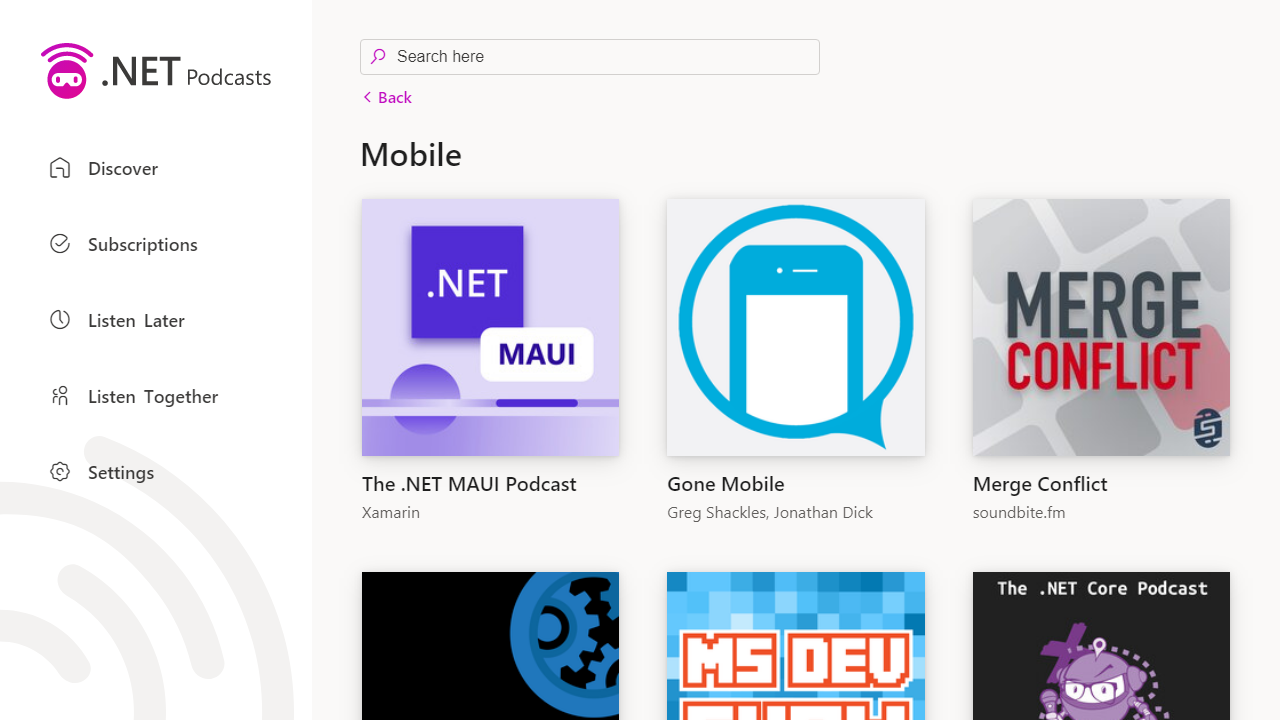 .NET Podcasts
Search here
Back
Discover
Subscriptions
Listen Later
Listen Together
Settings
Mobile
.NET
MAUI
MERGE
CONFLICT
The .NET MAUI Podcast
Xamarin
Gone Mobile
Greg Shackles, Jonathan Dick
Merge Conflict
soundbite.fm
MS DEV
The .NET Core Podcast